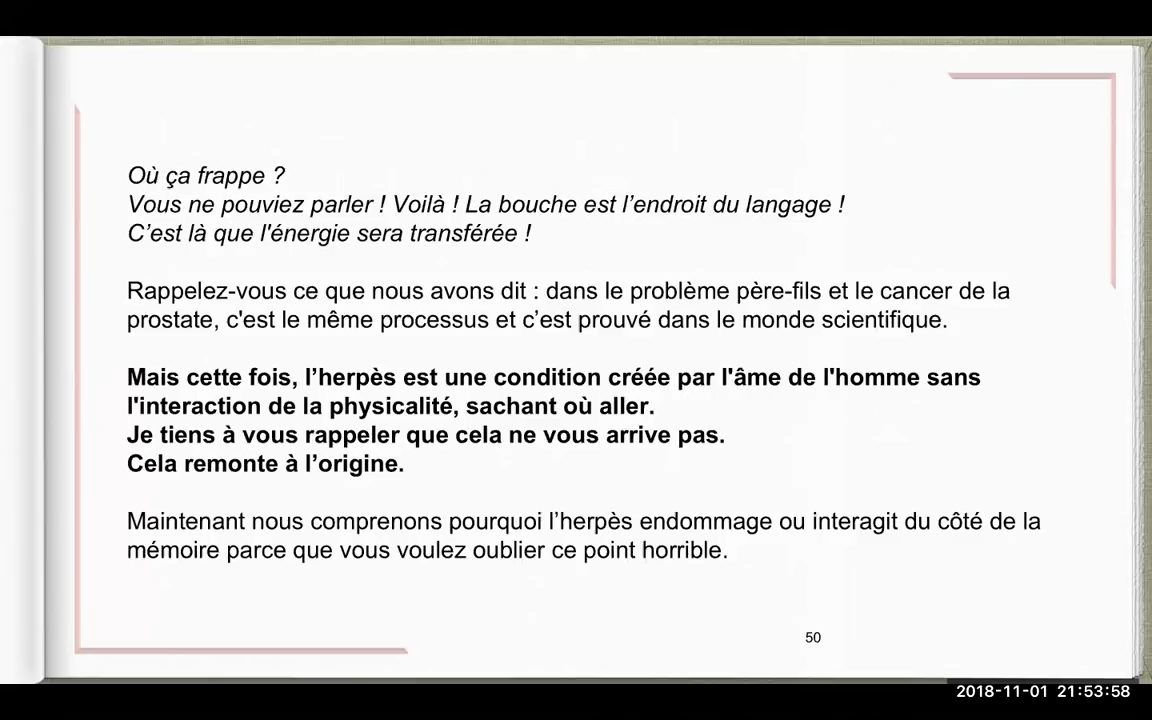 Où ça frappe ?
Vous ne pouviez parler ! Voilà ! La bouche est l’endroit du langage !
C’est là que l'énergie sera transférée !
Rappelez-vous ce que nous avons dit : dans le problème père-fils et le cancer de la
prostate, c'est le même processus et c’est prouvé dans le monde scientifique.
Mais cette fois, l’herpès est une condition créée par l'âme de l'homme sans
l'interaction de la physicalité, sachant où aller.
Je tiens à vous rappeler que cela ne vous arrive pas.
Cela remonte à l’origine.
Maintenant nous comprenons pourquoi l’herpès endommage ou interagit du côté de la
mémoire parce que vous voulez oublier ce point horrible.
50
2018-11-01 21:53:58